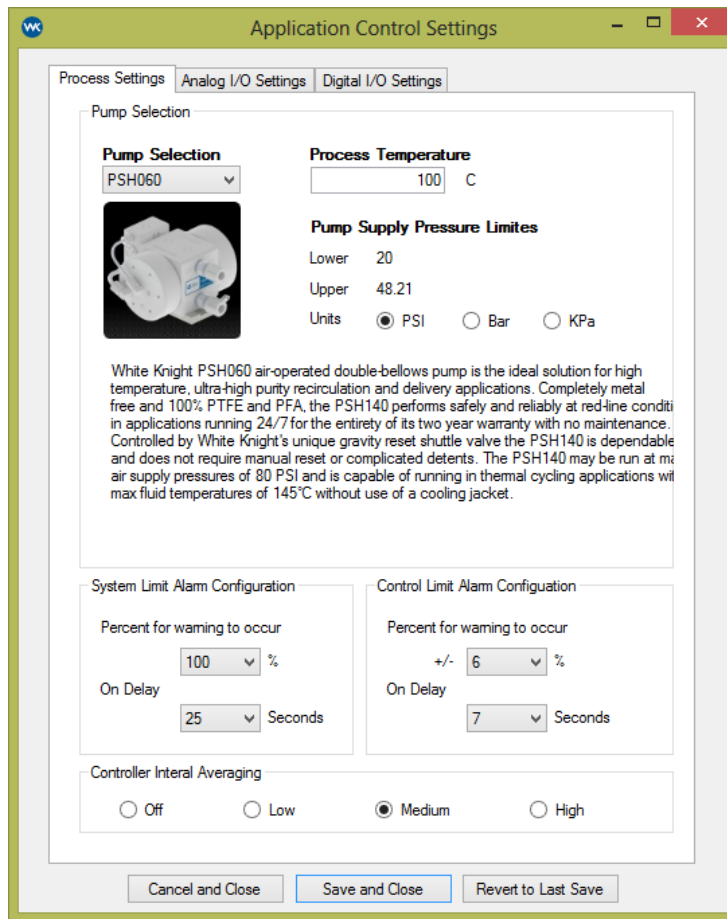 WK
Application Control Settings
Process Settings Analog I/O Settings Digital I/O Settings
Pump Selection
Pump Selection Process Temperature
PSH060 100 C
Pump Supply Pressure Limites
Lower 20
Upper 48.21
Units PSI Bar KPa
White Knight PSH060 air-operated double-bellows pump is the ideal solution for high
temperature, ultra-high purity recirculation and delivery applications. Completely metal
free and 100% PTFE and PFA, the PSH140 performs safely and reliably at red-line conditi
in applications running 24/7 for the entirety of its two year warranty with no maintenance.
Controlled by White Knight's unique gravity reset shuttle valve the PSH140 is dependable
and does not require manual reset or complicated detents. The PSH140 may be run at ma
air supply pressures of 80 PSI and is capable of running in thermal cycling applications wit
max fluid temperatures of 145°C without use of a cooling jacket.
System Limit Alarm Configuration Control Limit Alarm Configuation
Percent for warning to occur Percent for warning to occur
100 % +/- 6 %
On Delay On Delay
25 Seconds 7 Seconds
Controller Interal Averaging
Off Low Medium High
Cancel and Close Save and Close Revert to Last Save